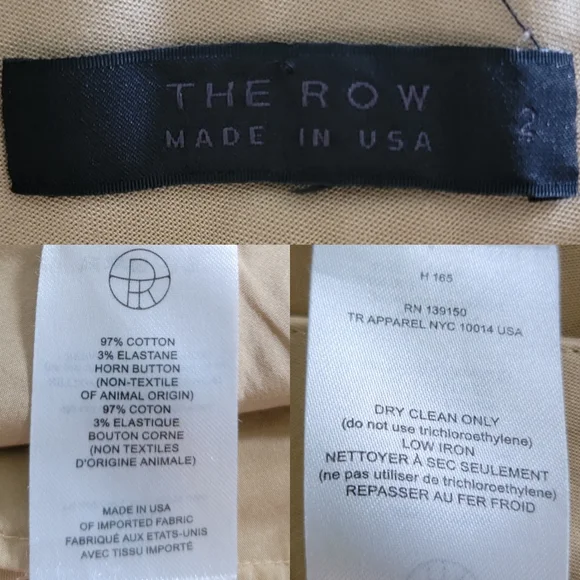 THE ROW
MADE IN USA
2
97% COTTON
3% ELASTANE
HORN BUTTON
(NON-TEXTILE
OF ANIMAL ORIGIN)
97% COTON
3% ELASTIQUE
BOUTON CORNE
(NON TEXTILES
D'ORIGINE ANIMALE)
MADE IN USA
OF IMPORTED FABRIC
FABRIQUÉ AUX ETATS-UNIS
AVEC TISSU IMPORTÉ
H 165
RN 139150
TR APPAREL NYC 10014 USA
DRY CLEAN ONLY
(do not use trichloroethylene)
LOW IRON
NETTOYER À SEC SEULEMENT
(ne pas utiliser de trichloroethylene)
REPASSER AU FER FROID